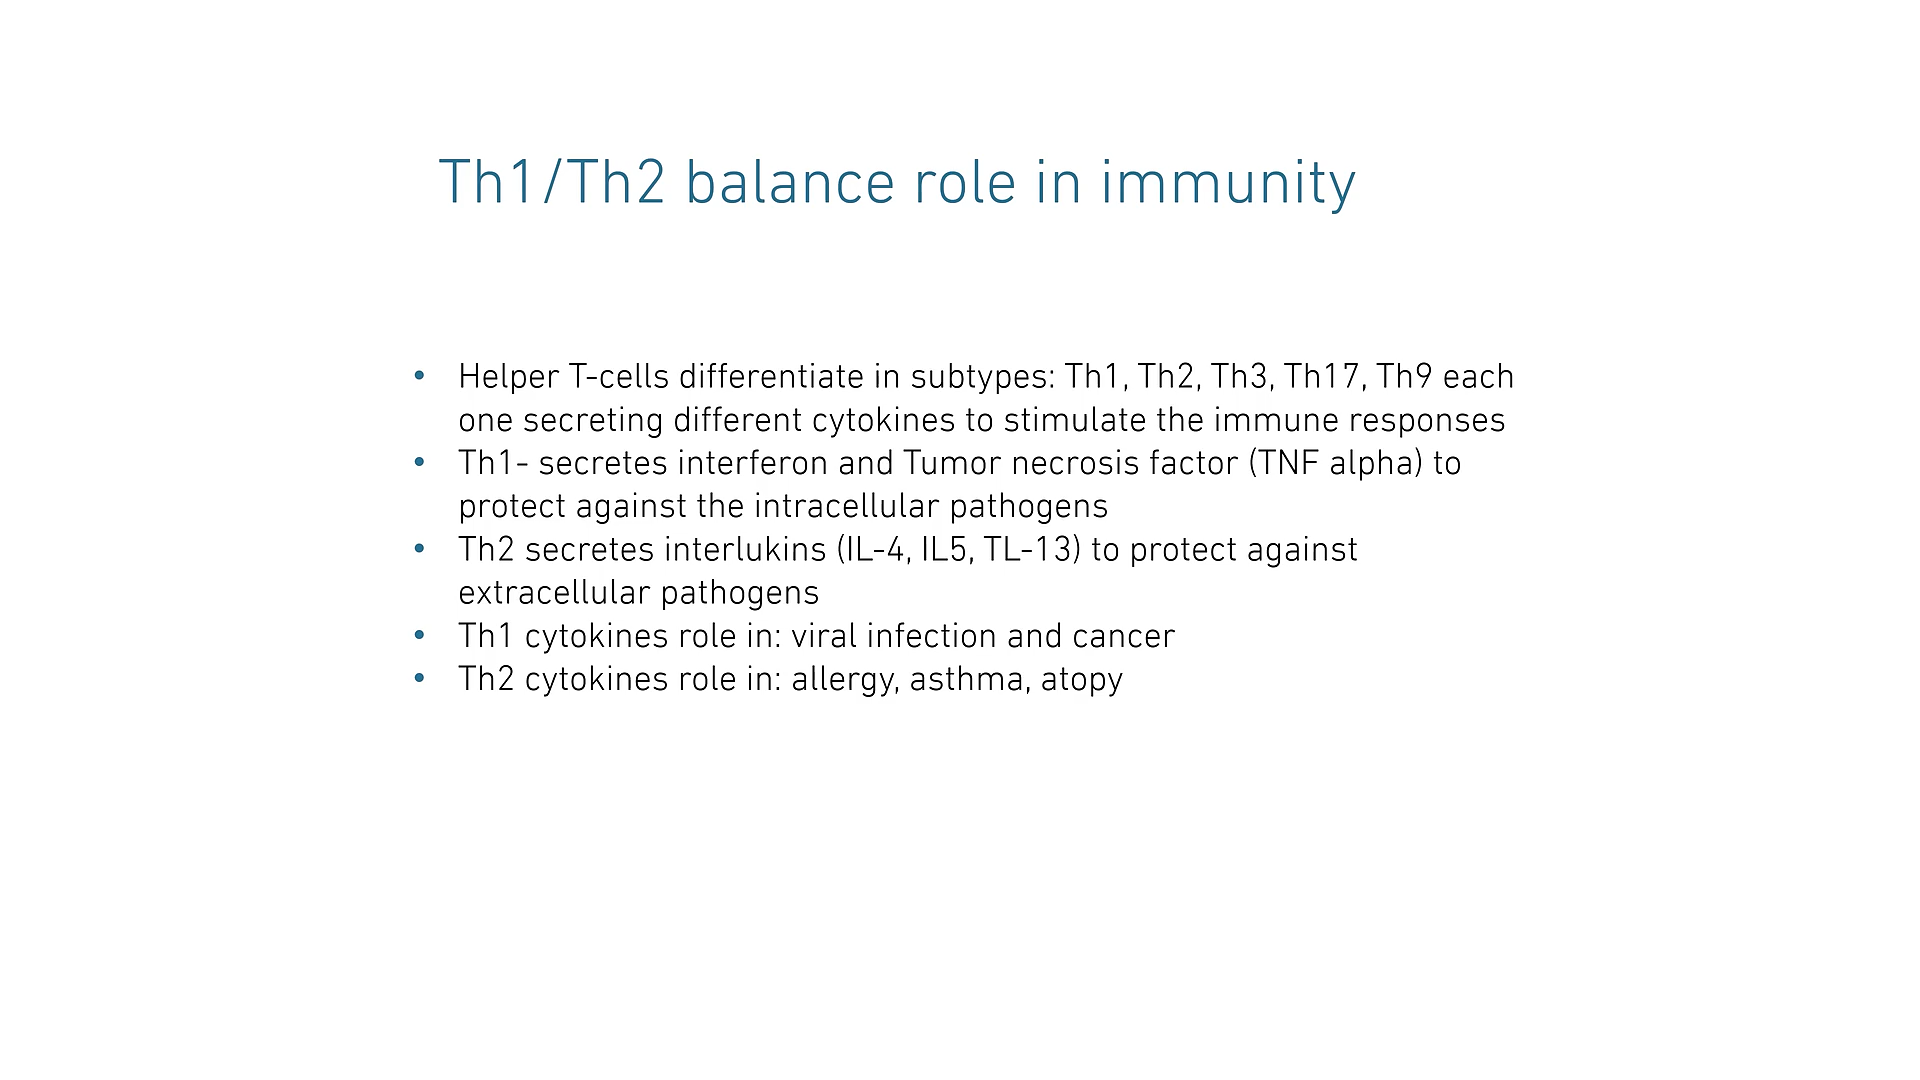 Th1/Th2 balance role in immunity
• Helper T-cells differentiate in subtypes: Th1, Th2, Th3, Th17, Th9 each
one secreting different cytokines to stimulate the immune responses
• Th1- secretes interferon and Tumor necrosis factor (TNF alpha) to
protect against the intracellular pathogens
• Th2 secretes interlukins (IL-4, IL5, TL-13) to protect against
extracellular pathogens
• Th1 cytokines role in: viral infection and cancer
• Th2 cytokines role in: allergy, asthma, atopy